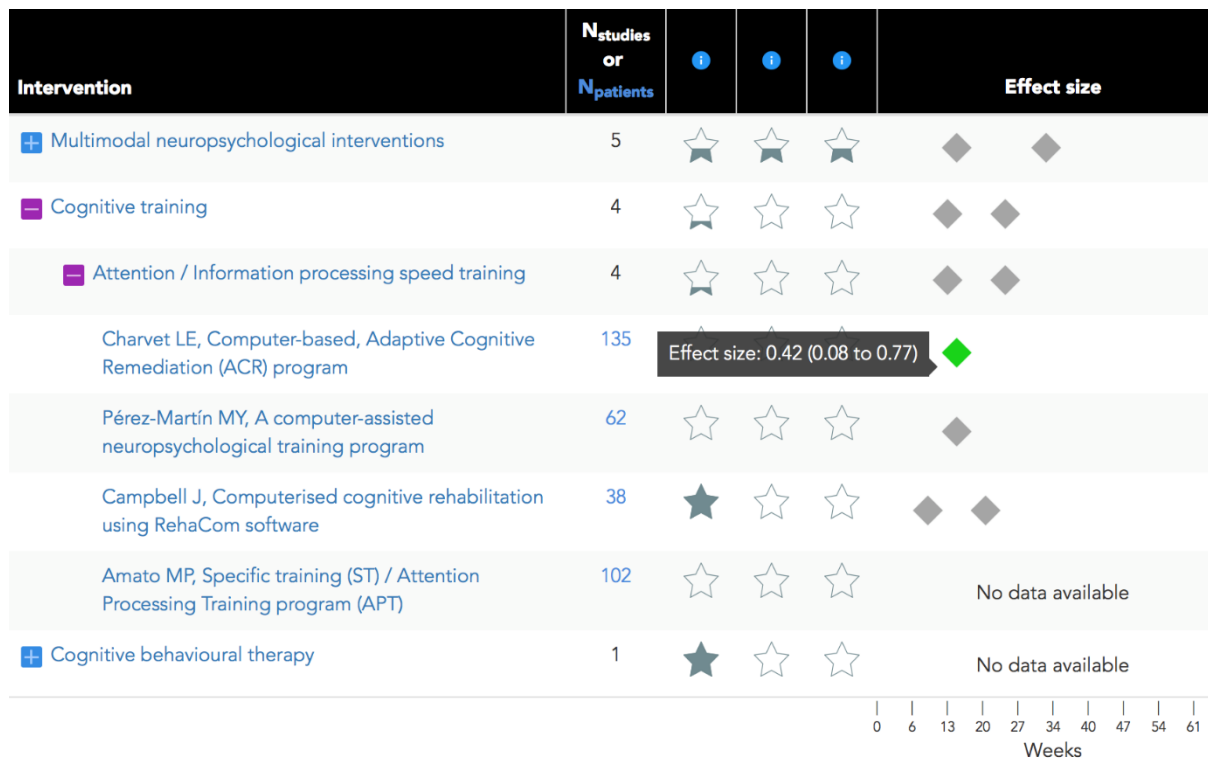 Intervention
Nstudies
or
Npatients
Effect size
Multimodal neuropsychological interventions
5
Cognitive training
4
Attention / Information processing speed training
4
Charvet LE, Computer-based, Adaptive Cognitive
Remediation (ACR) program
135
Effect size: 0.42 (0.08 to 0.77)
Pérez-Martín MY, A computer-assisted
neuropsychological training program
62
Campbell J, Computerised cognitive rehabilitation
using RehaCom software
38
Amato MP, Specific training (ST) / Attention
Processing Training program (APT)
102
No data available
Cognitive behavioural therapy
1
No data available
0 6 13 20 27 34 40 47 54 61
Weeks